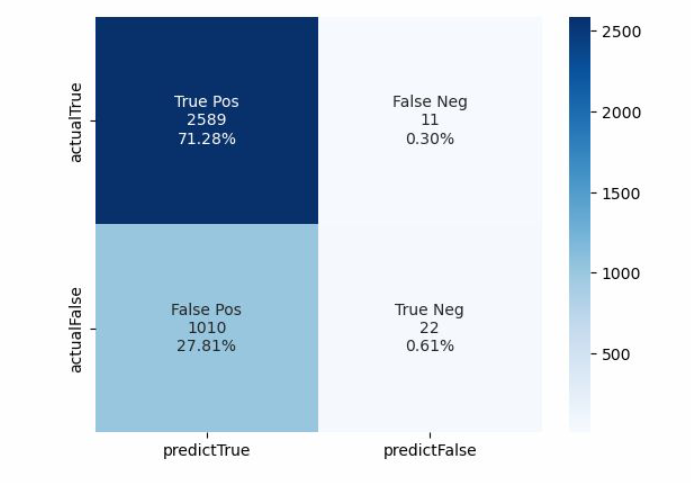 actualTrue
True Pos
2589
71.28%
False Neg
11
0.30%
actualFalse
False Pos
1010
27.81%
True Neg
22
0.61%
predictTrue
predictFalse
2500
2000
1500
1000
500